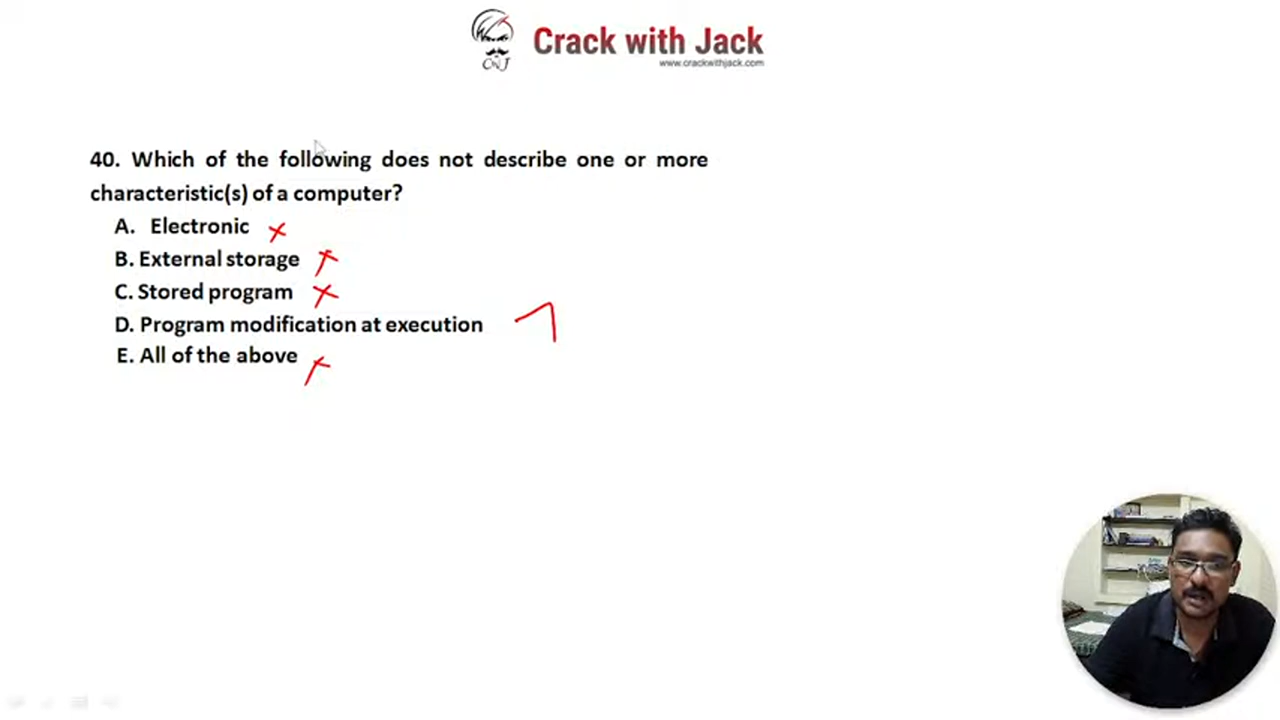 Crack with Jack
www.crackwithjack.com
40. Which of the following does not describe one or more
characteristic(s) of a computer?
A. Electronic
B. External storage
C. Stored program
D. Program modification at execution
E. All of the above